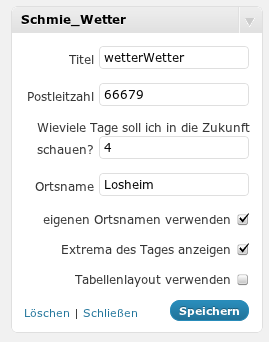 Schmie_Wetter
Titel wetterWetter
Postleitzahl 66679
Wieviele Tage soll ich in die Zukunft
schauen? 4
Ortsname Losheim
eigenen Ortsnamen verwenden
Extrema des Tages anzeigen
Tabellenlayout verwenden
Löschen | Schließen Speichern